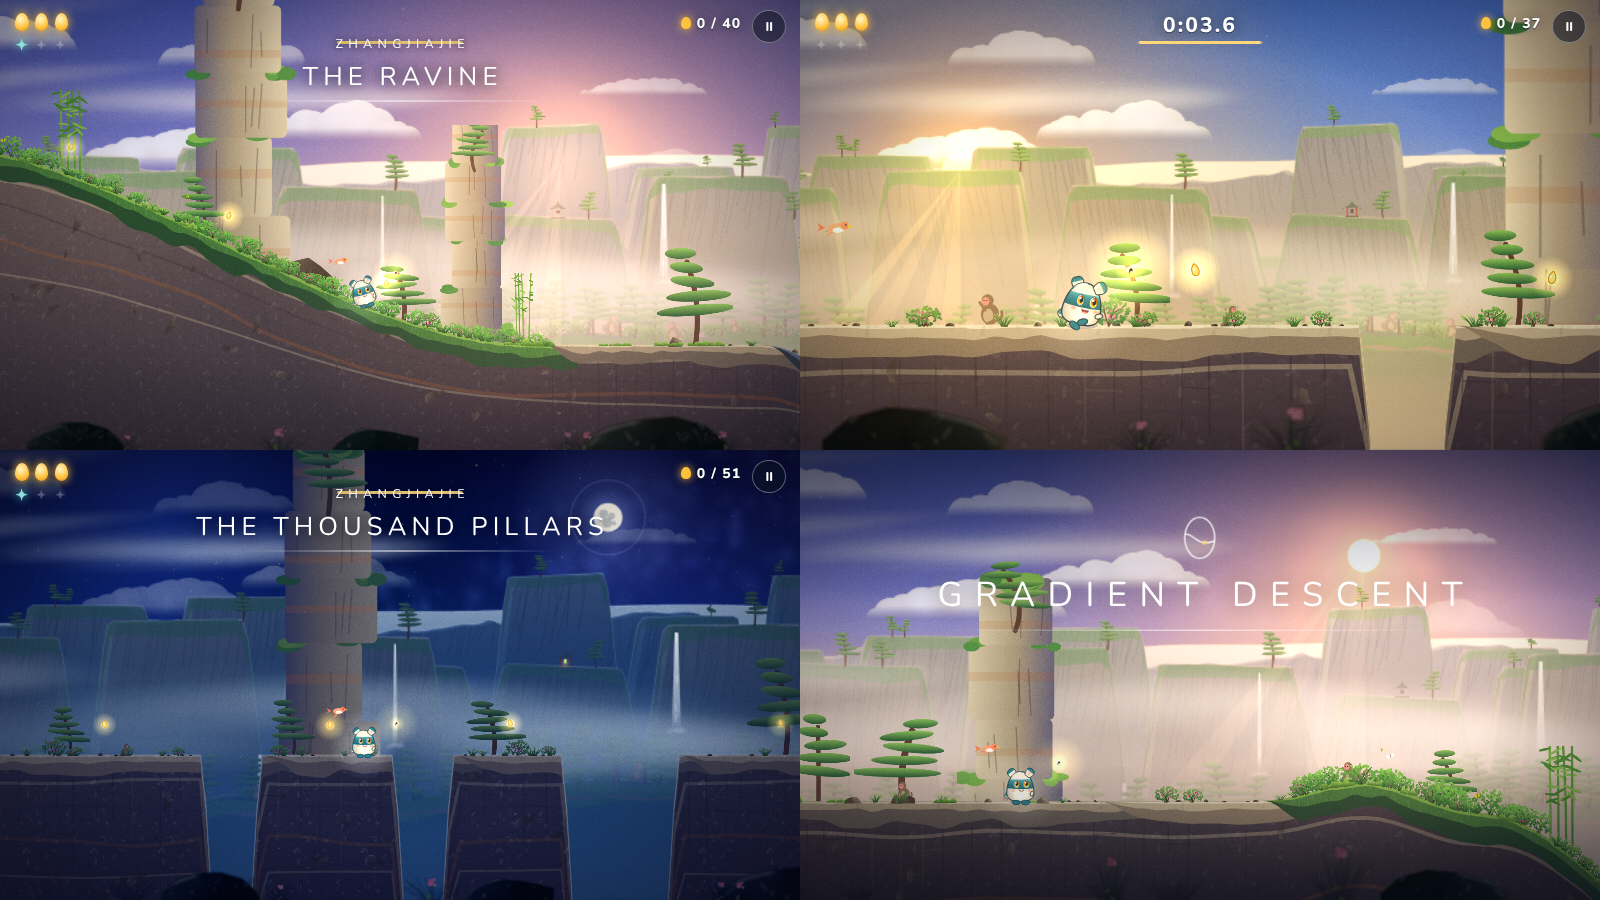 0 / 40
ZHANGJIAJIE
THE RAVINE
0:03.6
0 / 37
0 / 51
ZHANGJIAJIE
THE THOUSAND PILLARS
GRADIENT DESCENT